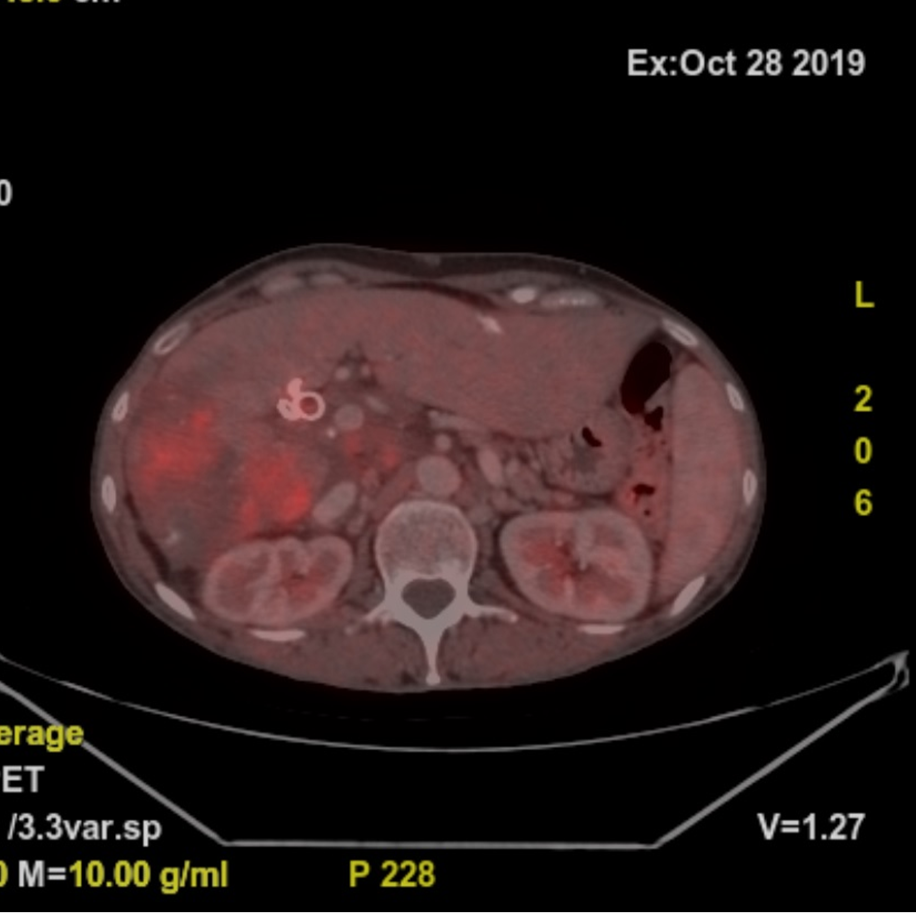 Ex:Oct 28 2019
0
L
2
0
6
erage
ET
/3.3var.sp
V=1.27
0 M=10.00 g/ml
P 228